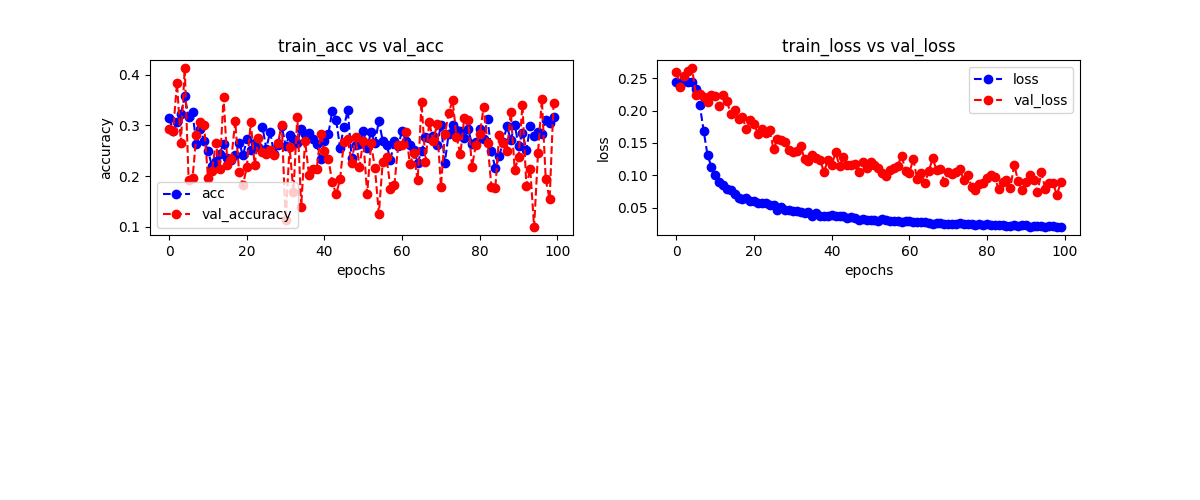 train_acc vs val_acc
accuracy
0.4
0.3
0.2
0.1
acc
val_accuracy
0 20 40 60 80 100
epochs
train_loss vs val_loss
loss
0.25
0.20
0.15
0.10
0.05
loss
val_loss
0 20 40 60 80 100
epochs